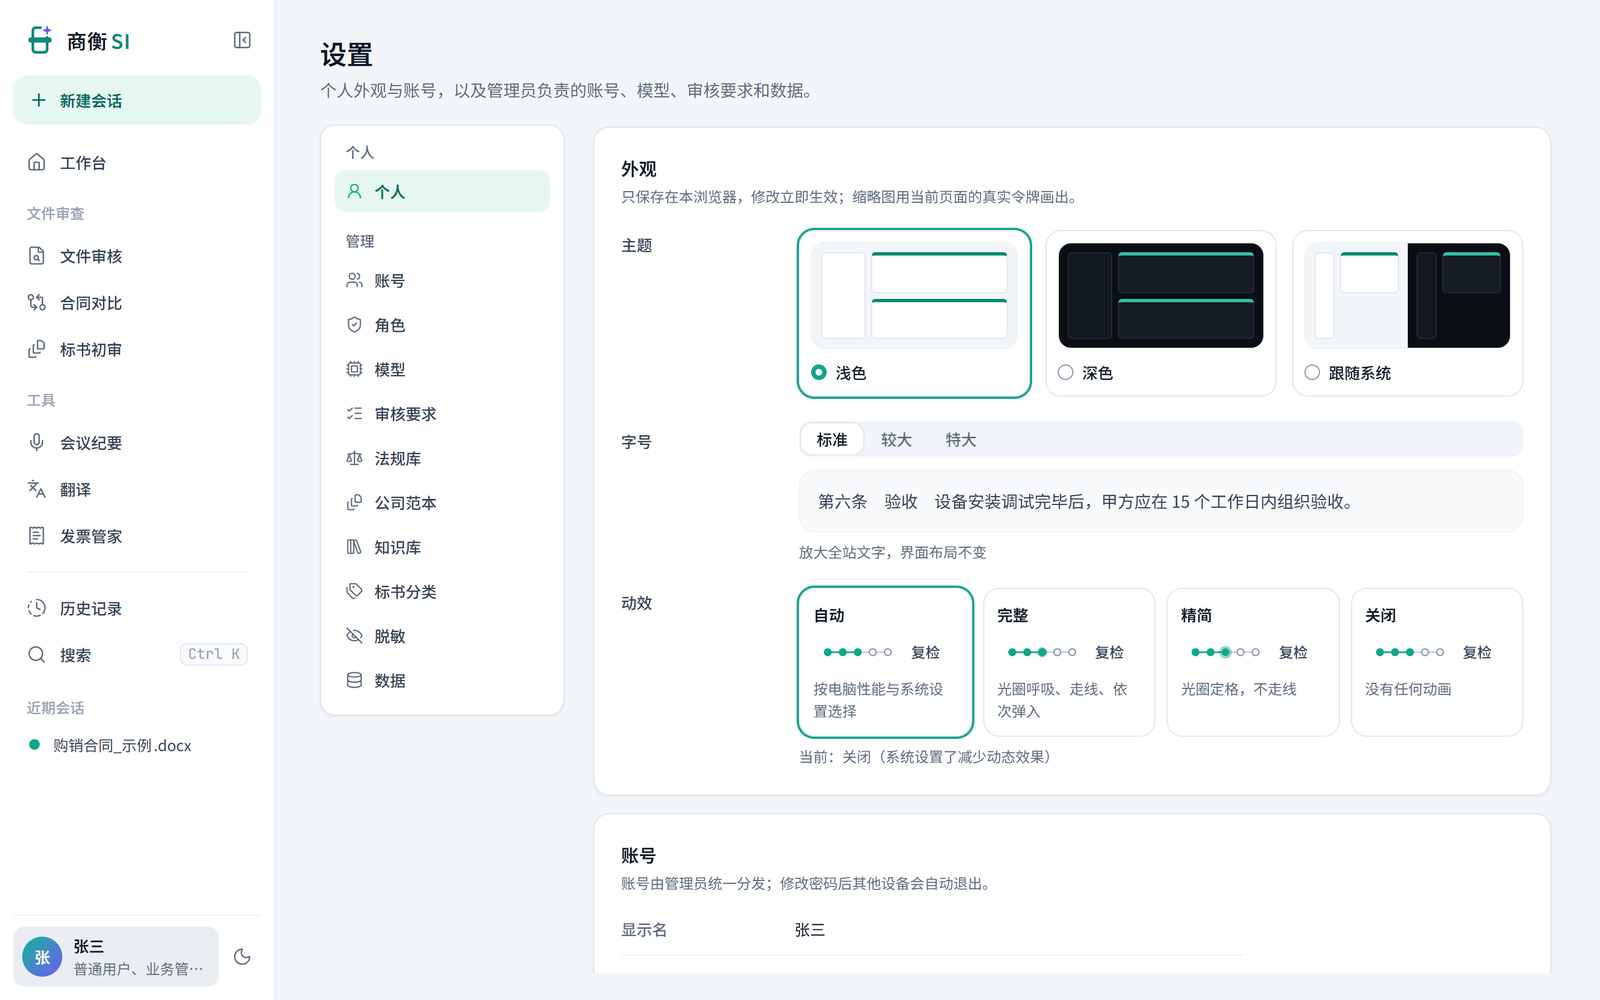 商衡 SI
新建会话
工作台
文件审查
文件审核
合同对比
标书初审
工具
会议纪要
翻译
发票管家
历史记录
搜索 Ctrl K
近期会话
购销合同_示例.docx
张 张三
普通用户、业务管…
设置
个人外观与账号，以及管理员负责的账号、模型、审核要求和数据。
个人
个人
管理
账号
角色
模型
审核要求
法规库
公司范本
知识库
标书分类
脱敏
数据
外观
只保存在本浏览器，修改立即生效；缩略图用当前页面的真实令牌画出。
主题
浅色 深色 跟随系统
字号 标准 较大 特大
第六条 验收 设备安装调试完毕后，甲方应在 15 个工作日内组织验收。
放大全站文字，界面布局不变
动效
自动
复检
按电脑性能与系统设
置选择
完整
复检
光圈呼吸、走线、依
次弹入
精简
复检
光圈定格，不走线
关闭
复检
没有任何动画
当前：关闭（系统设置了减少动态效果）
账号
账号由管理员统一分发；修改密码后其他设备会自动退出。
显示名 张三